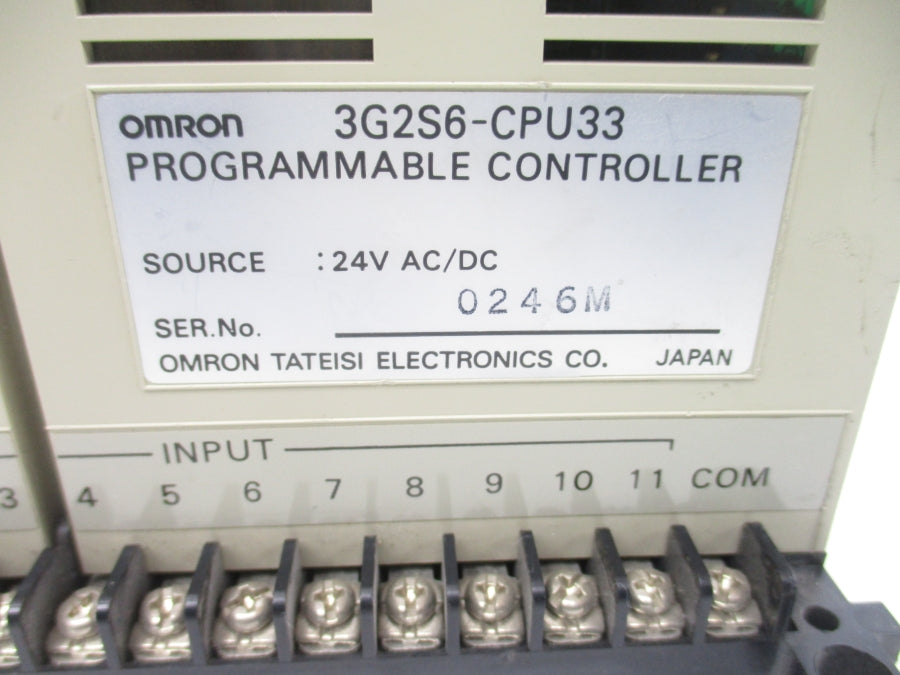 OMRON 3G2S6-CPU33
PROGRAMMABLE CONTROLLER
SOURCE : 24V AC/DC
SER.No. 0246M
OMRON TATEISI ELECTRONICS CO. JAPAN
INPUT
3 4 5 6 7 8 9 10 11 COM